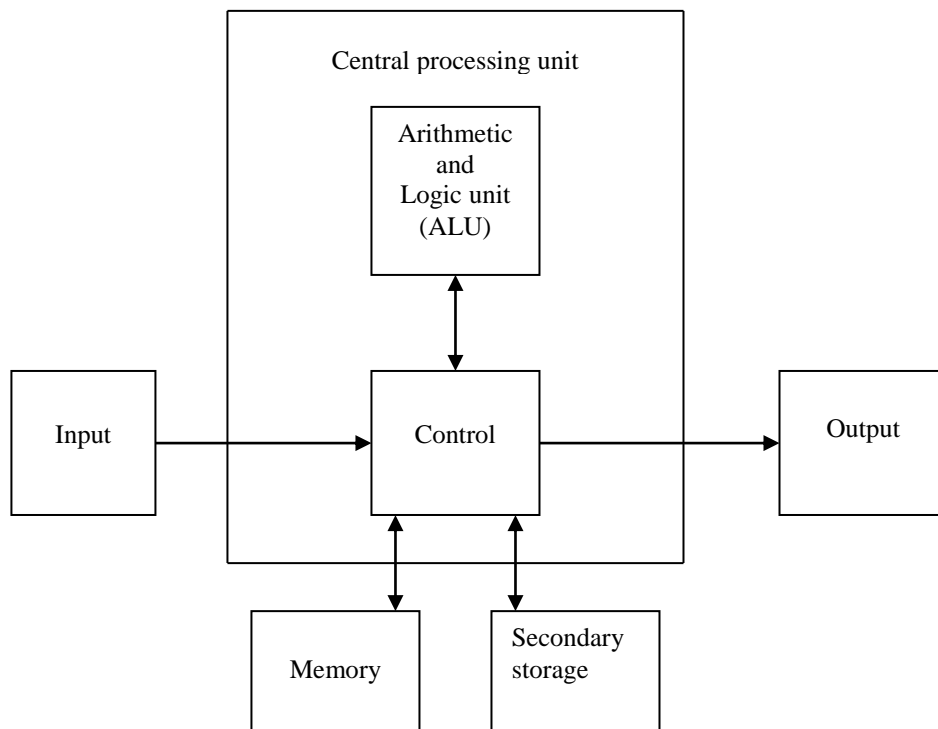 Central processing unit
Arithmetic
and
Logic unit
(ALU)
Input
Control
Output
Memory
Secondary
storage